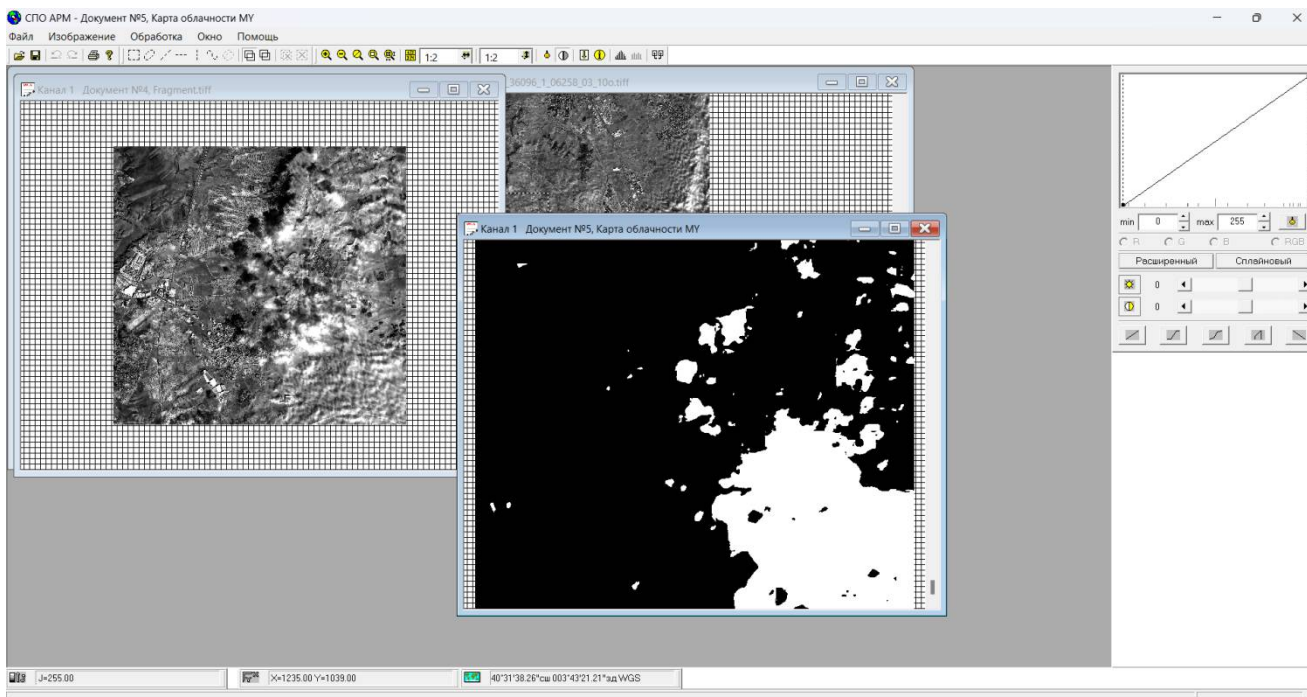 СПО АРМ - Документ №5, Карта облачности MY
Файл Изображение Обработка Окно Помощь
1:2 1:2
Канал 1 Документ №4, Fragment.tiff
_36096_1_06258_03_10o.tiff
Канал 1 Документ №5, Карта облачности MY
min 0 max 255
R G B RGB
Расширенный Сплайновый
0
0
J=255.00 X=1235.00 Y=1039.00 40°31'38.26"сш 003°43'21.21"зд WGS